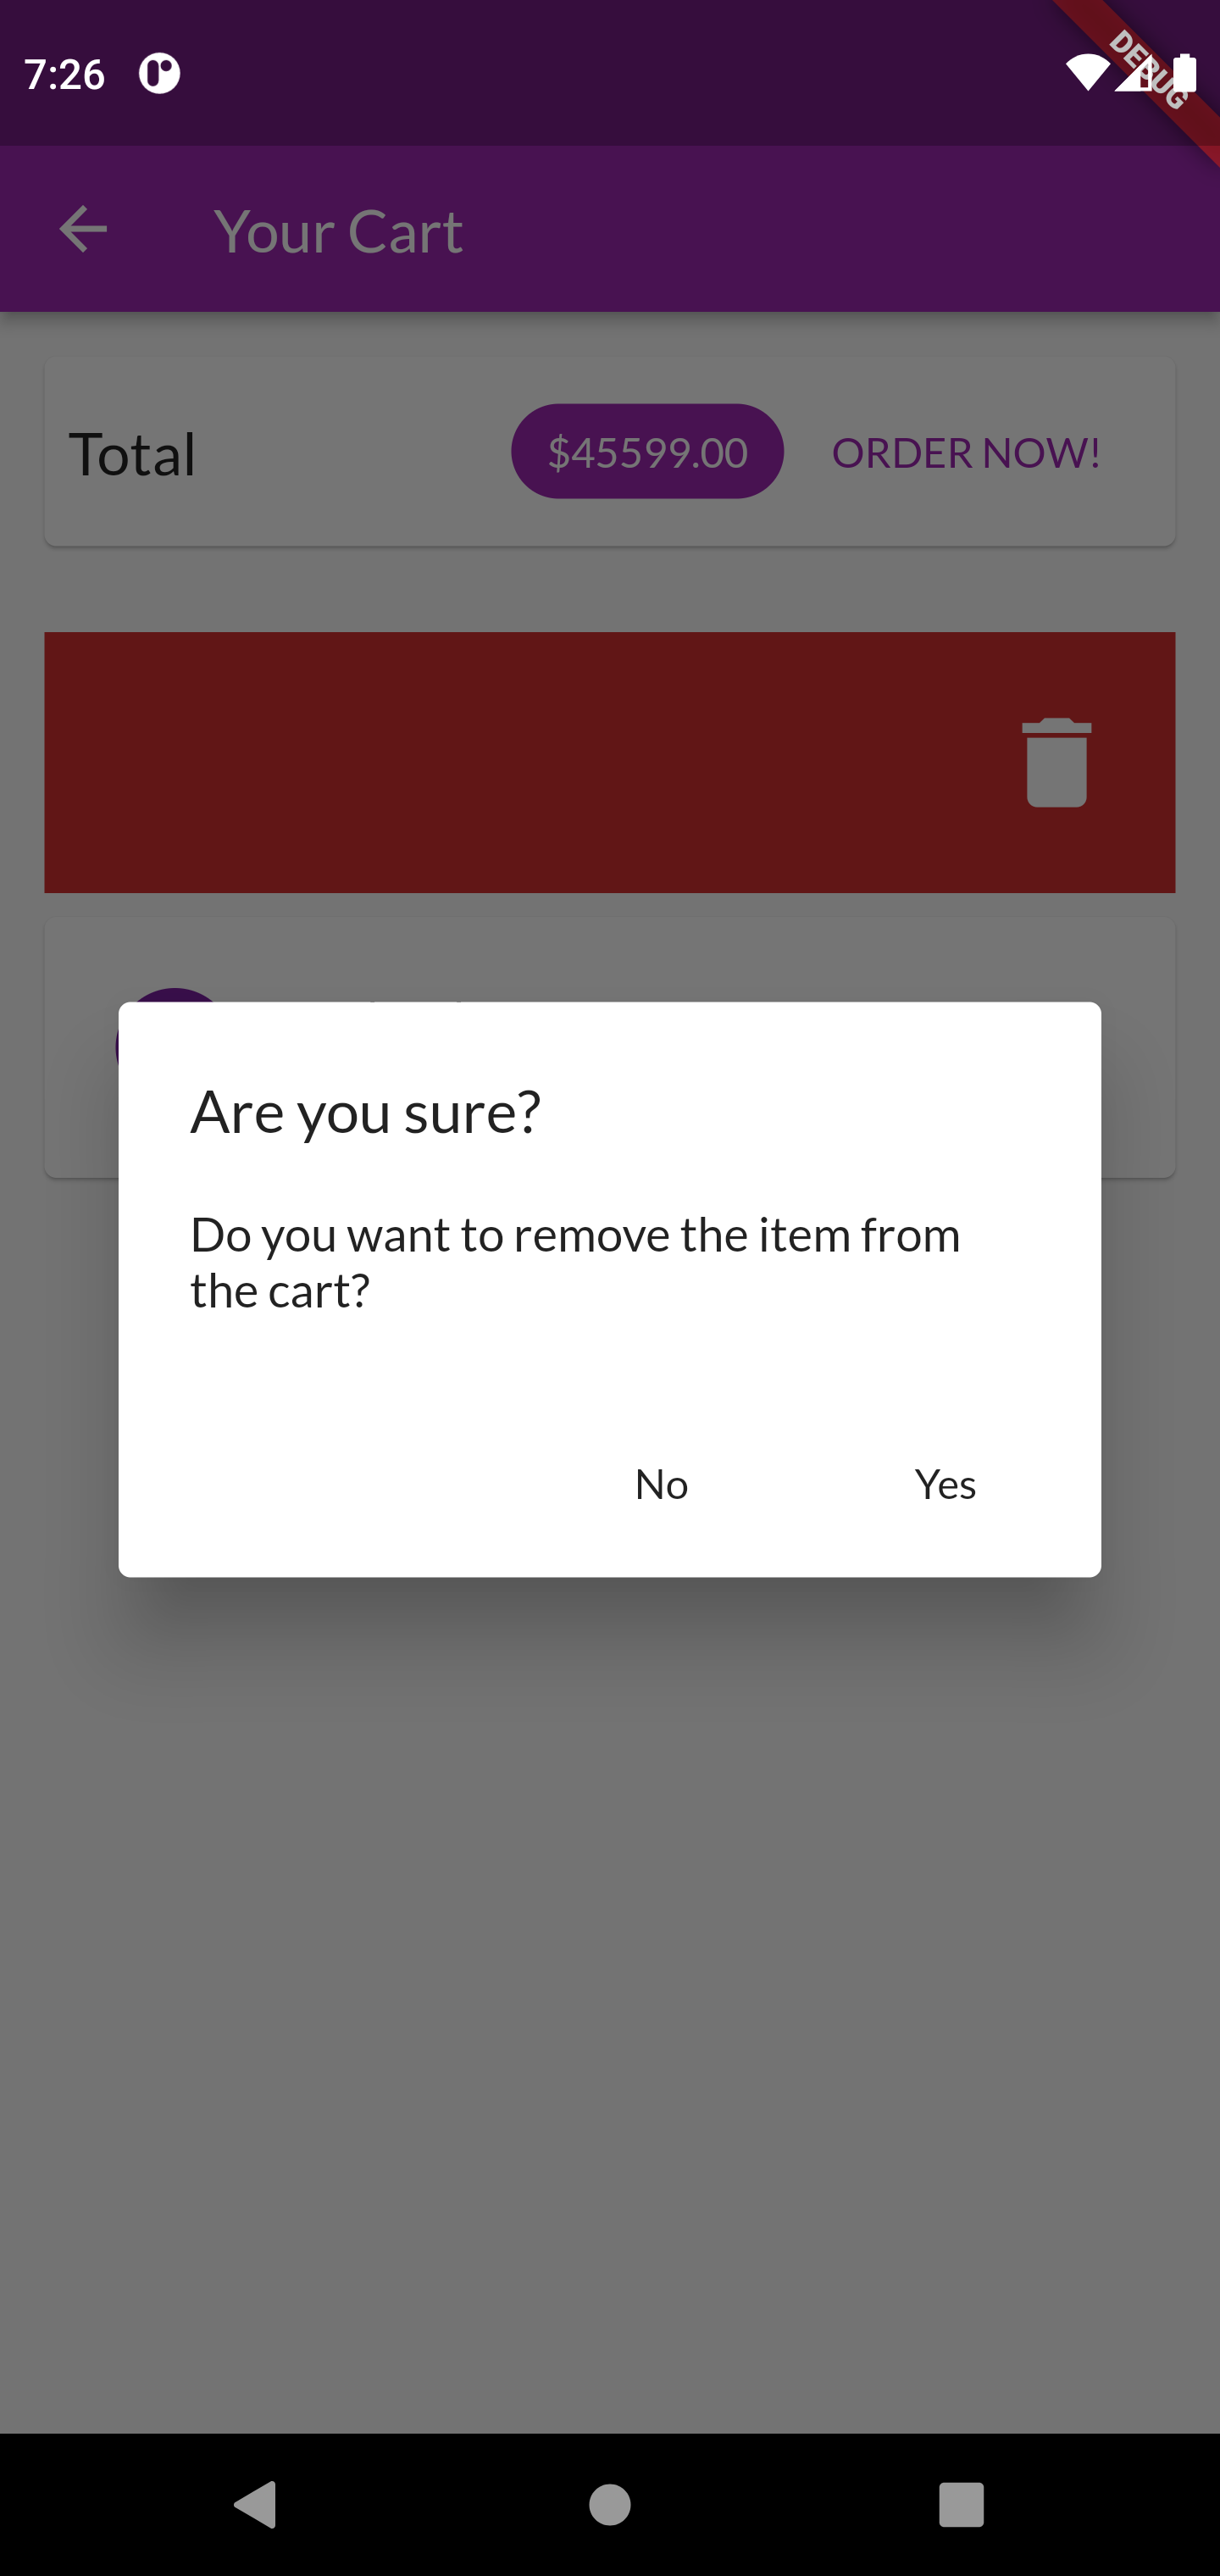 7:26
DEBUG
Your Cart
Total
$45599.00
ORDER NOW!
Are you sure?
Do you want to remove the item from
the cart?
No
Yes